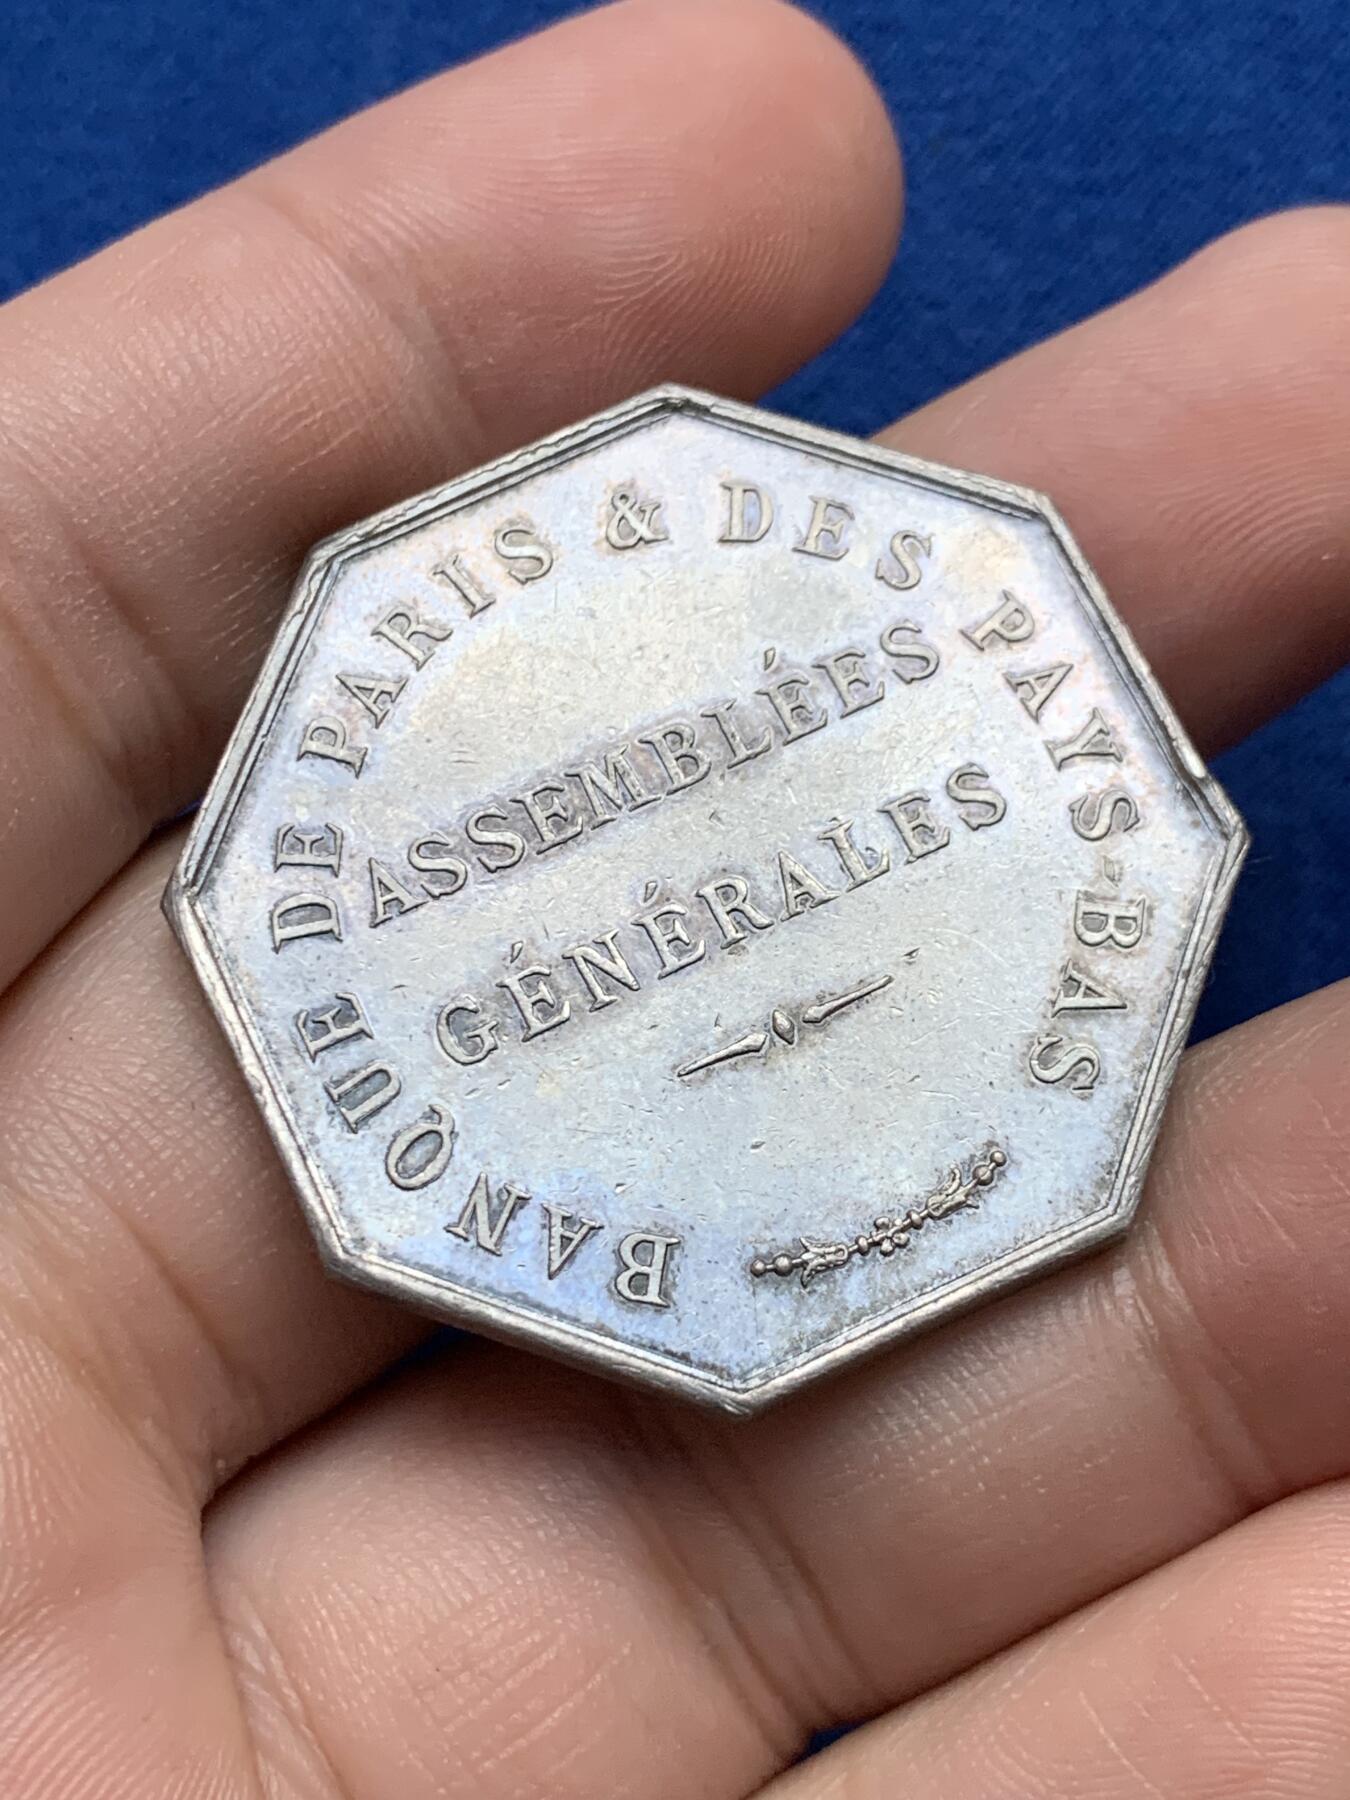 BANQUE DE PARIS & DES PAYS-BAS
ASSEMBLÉES
GÉNÉRALES